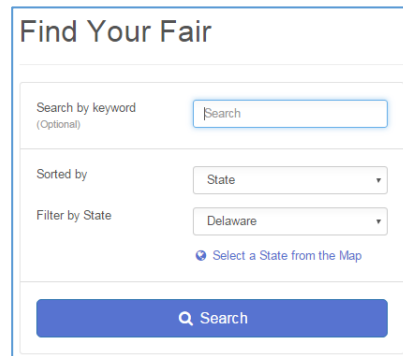 Find Your Fair
Search by keyword
(Optional)
Search
Sorted by
State
Filter by State
Delaware
Select a State from the Map
Search